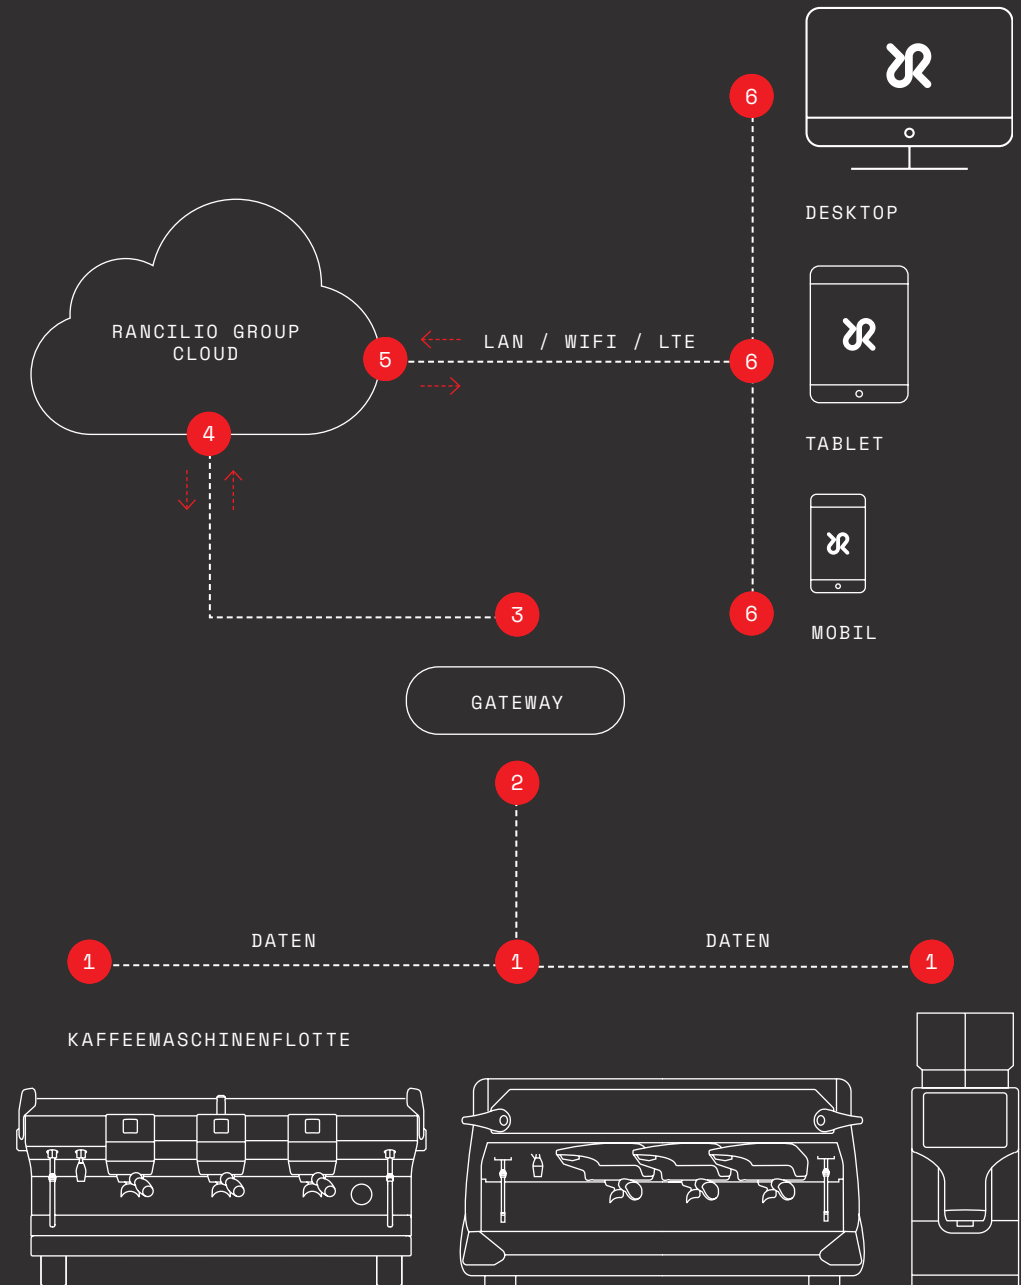 6
DESKTOP
RANCILIO GROUP
CLOUD
5
LAN / WIFI / LTE
6
4
TABLET
3
6
MOBIL
GATEWAY
2
DATEN
DATEN
1
1
1
KAFFEEMASCHINENFLOTTE